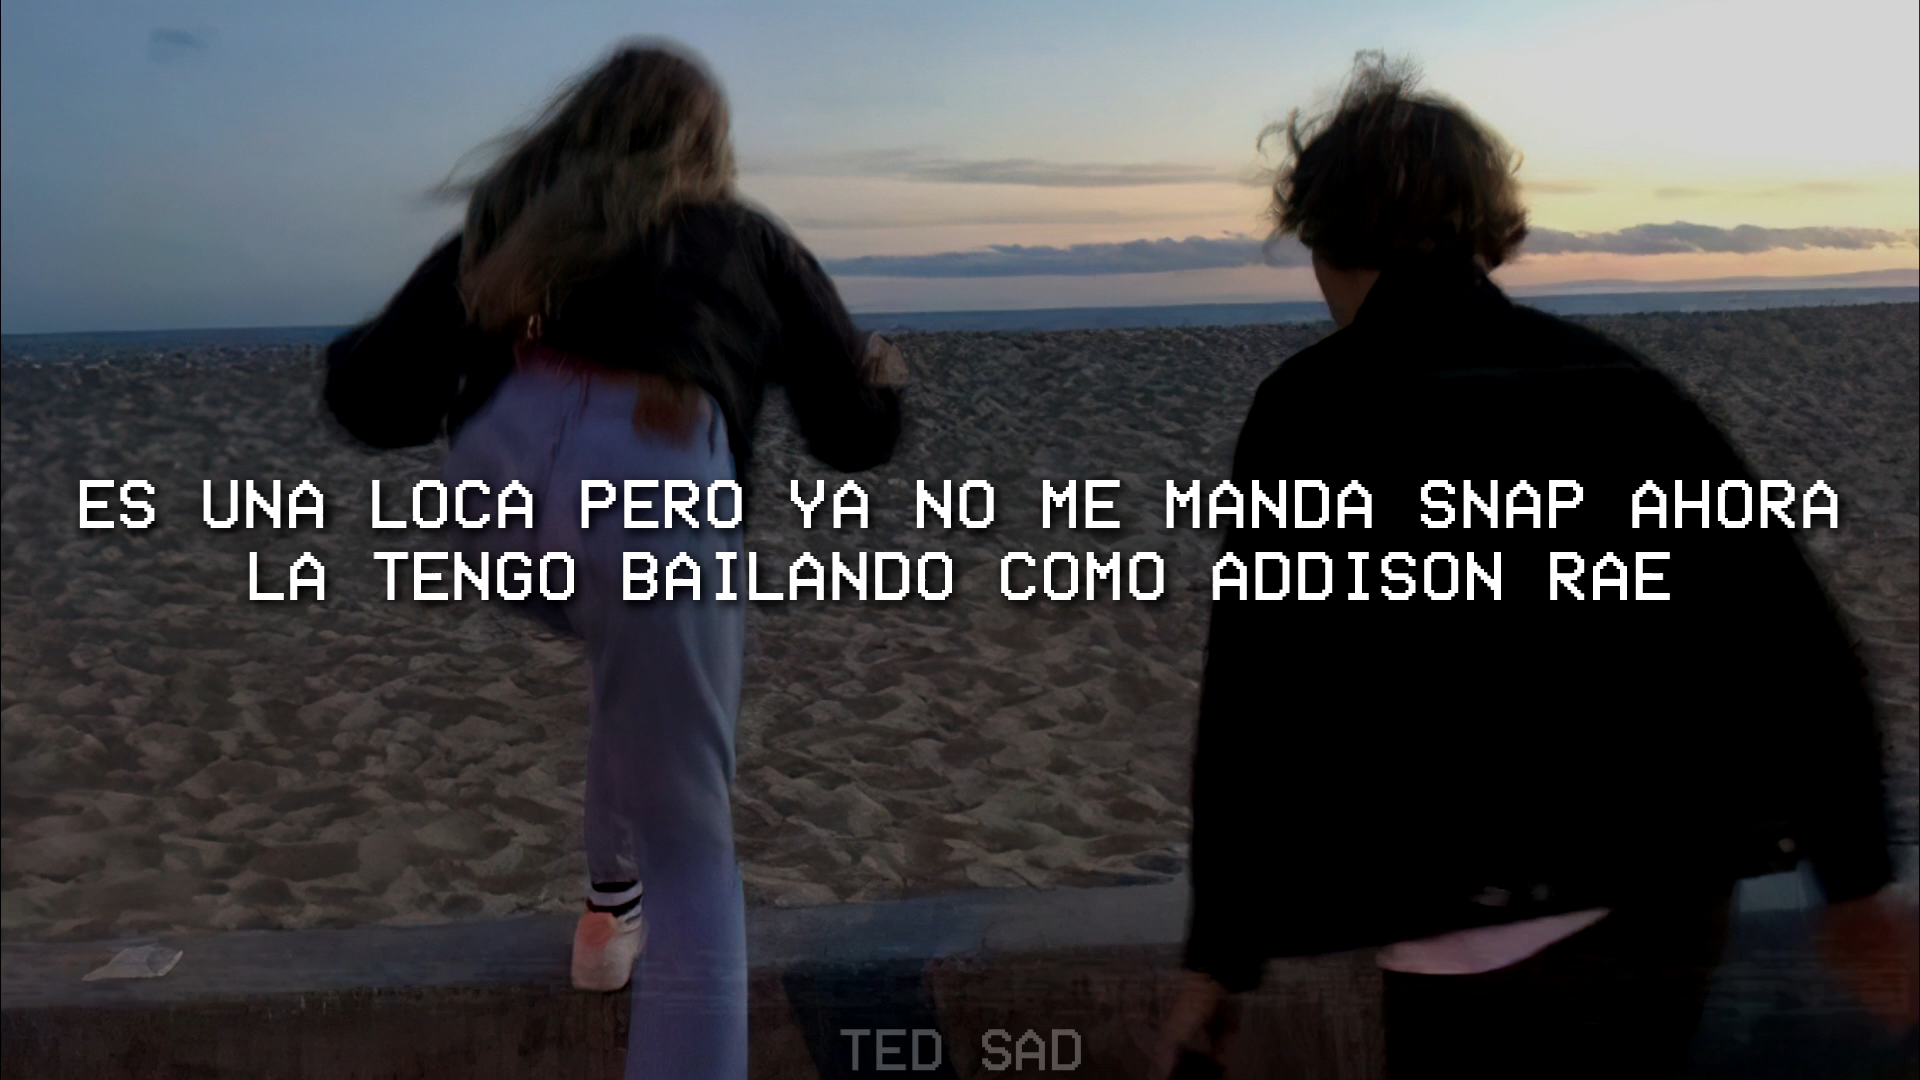 ES UNA LOCA PERO YA NO ME MANDA SNAP AHORA
LA TENGO BAILANDO COMO ADDISON RAE
TED SAD